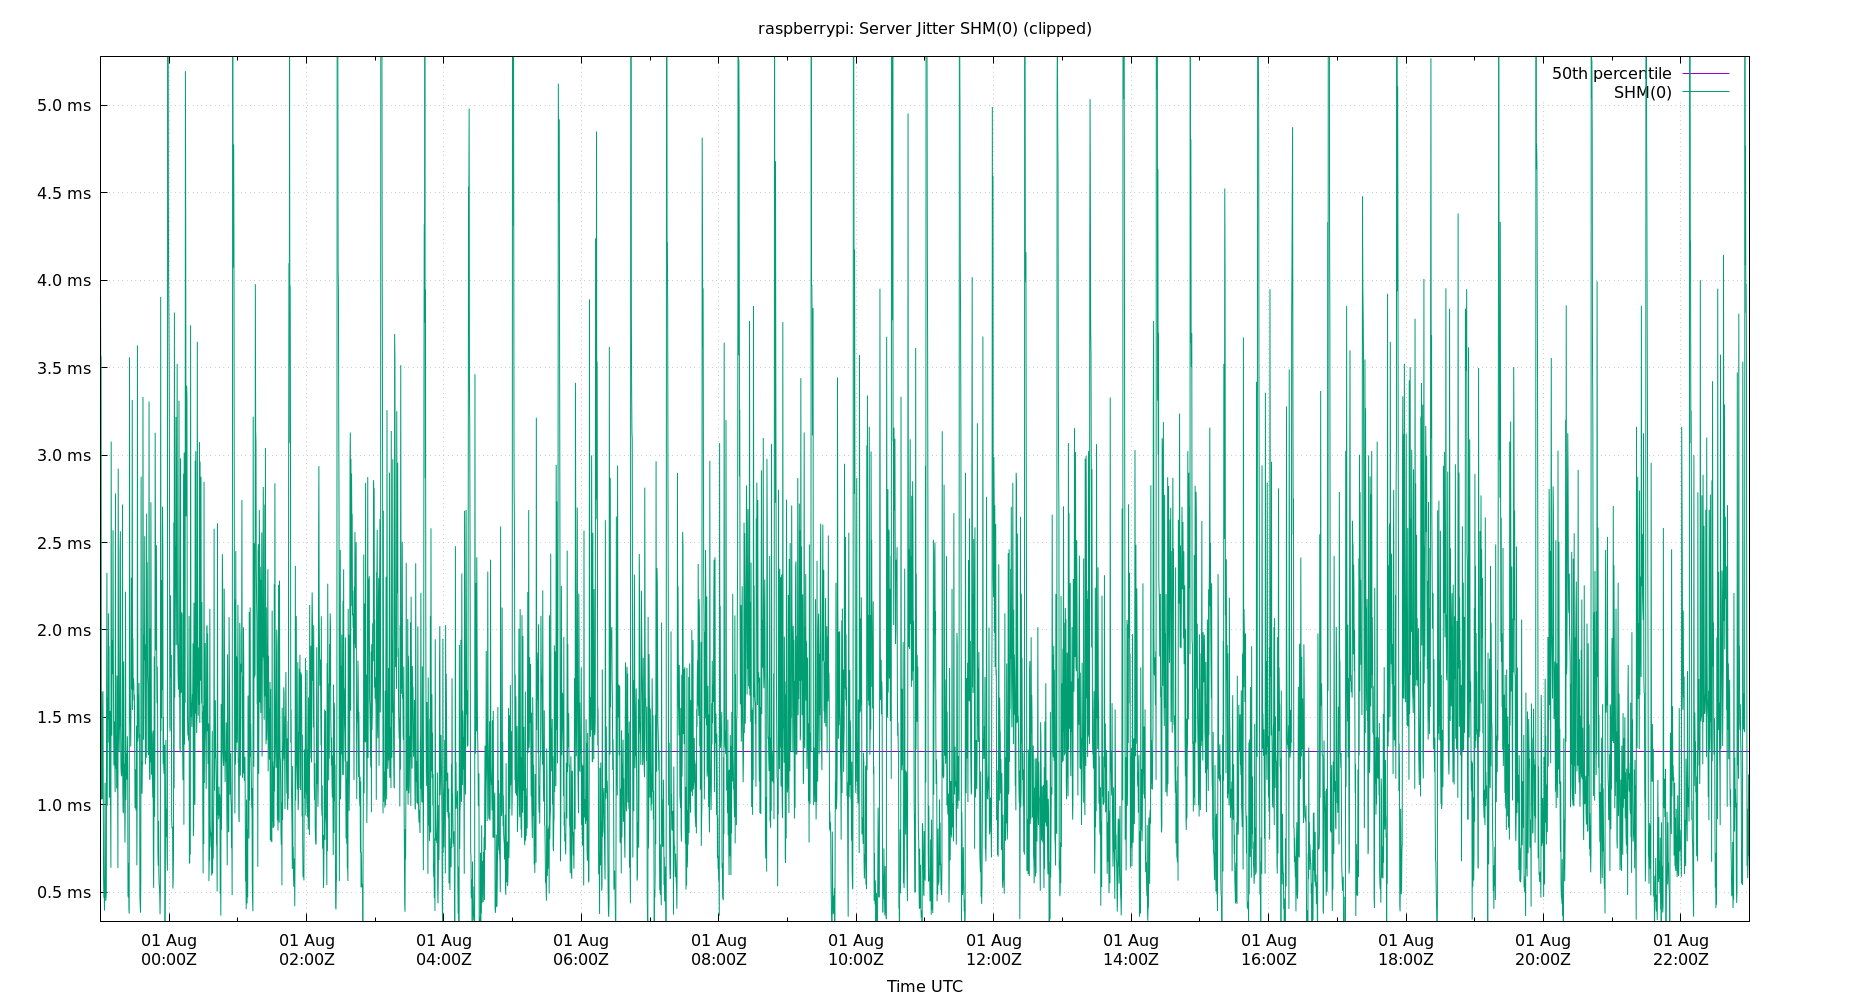 raspberrypi: Server Jitter SHM(0) (clipped)
50th percentile
SHM(0)
5.0 ms
4.5 ms
4.0 ms
3.5 ms
3.0 ms
2.5 ms
2.0 ms
1.5 ms
1.0 ms
0.5 ms
01 Aug 01 Aug 01 Aug 01 Aug 01 Aug 01 Aug 01 Aug 01 Aug 01 Aug 01 Aug 01 Aug 01 Aug
00:00Z 02:00Z 04:00Z 06:00Z 08:00Z 10:00Z 12:00Z 14:00Z 16:00Z 18:00Z 20:00Z 22:00Z
Time UTC